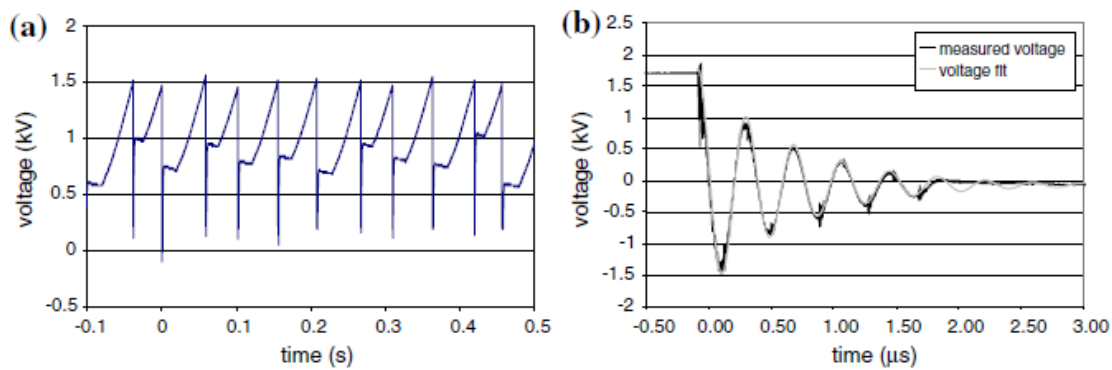 (a)
2
1.5
1
0.5
0
-0.5
voltage (kV)
-0.1 0 0.1 0.2 0.3 0.4 0.5
time (s)
(b)
2.5
2
1.5
1
0.5
0
-0.5
-1
-1.5
-2
voltage (kV)
measured voltage
voltage fit
-0.50 0.00 0.50 1.00 1.50 2.00 2.50 3.00
time (μs)